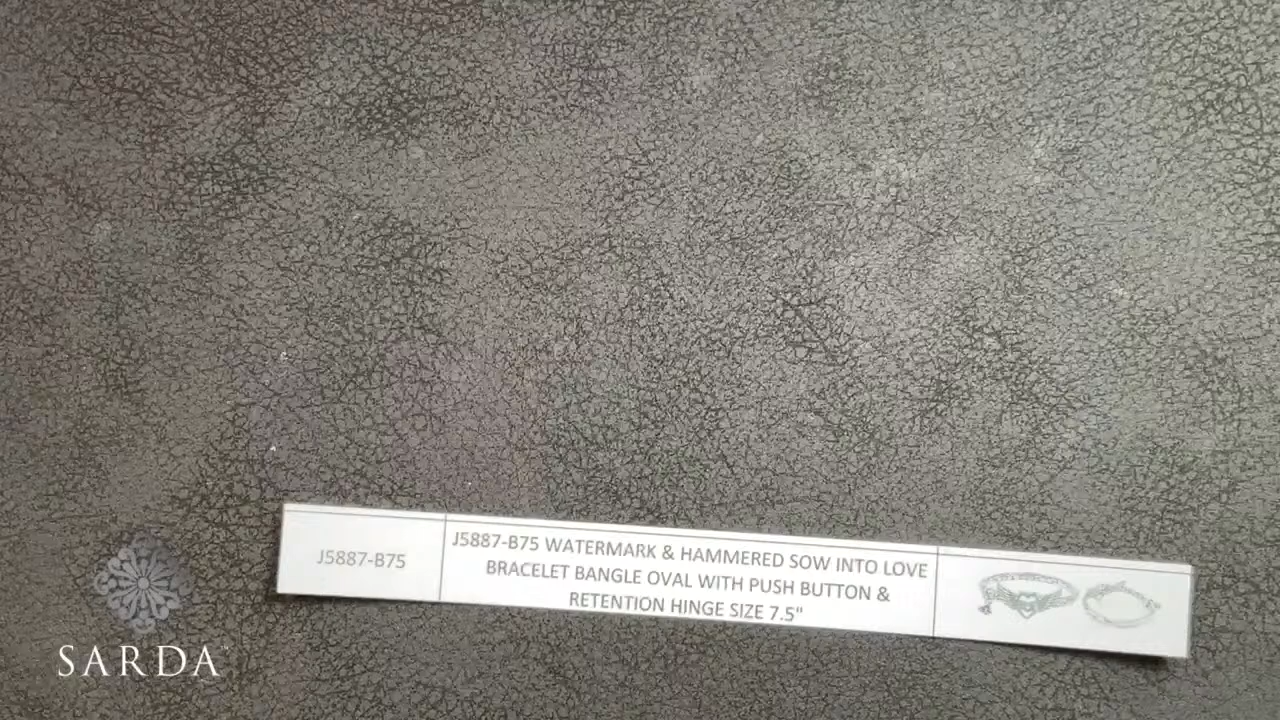 J5887-B75
J5887-B75 WATERMARK & HAMMERED SOW INTO LOVE
BRACELET BANGLE OVAL WITH PUSH BUTTON &
RETENTION HINGE SIZE 7.5"
SARDA